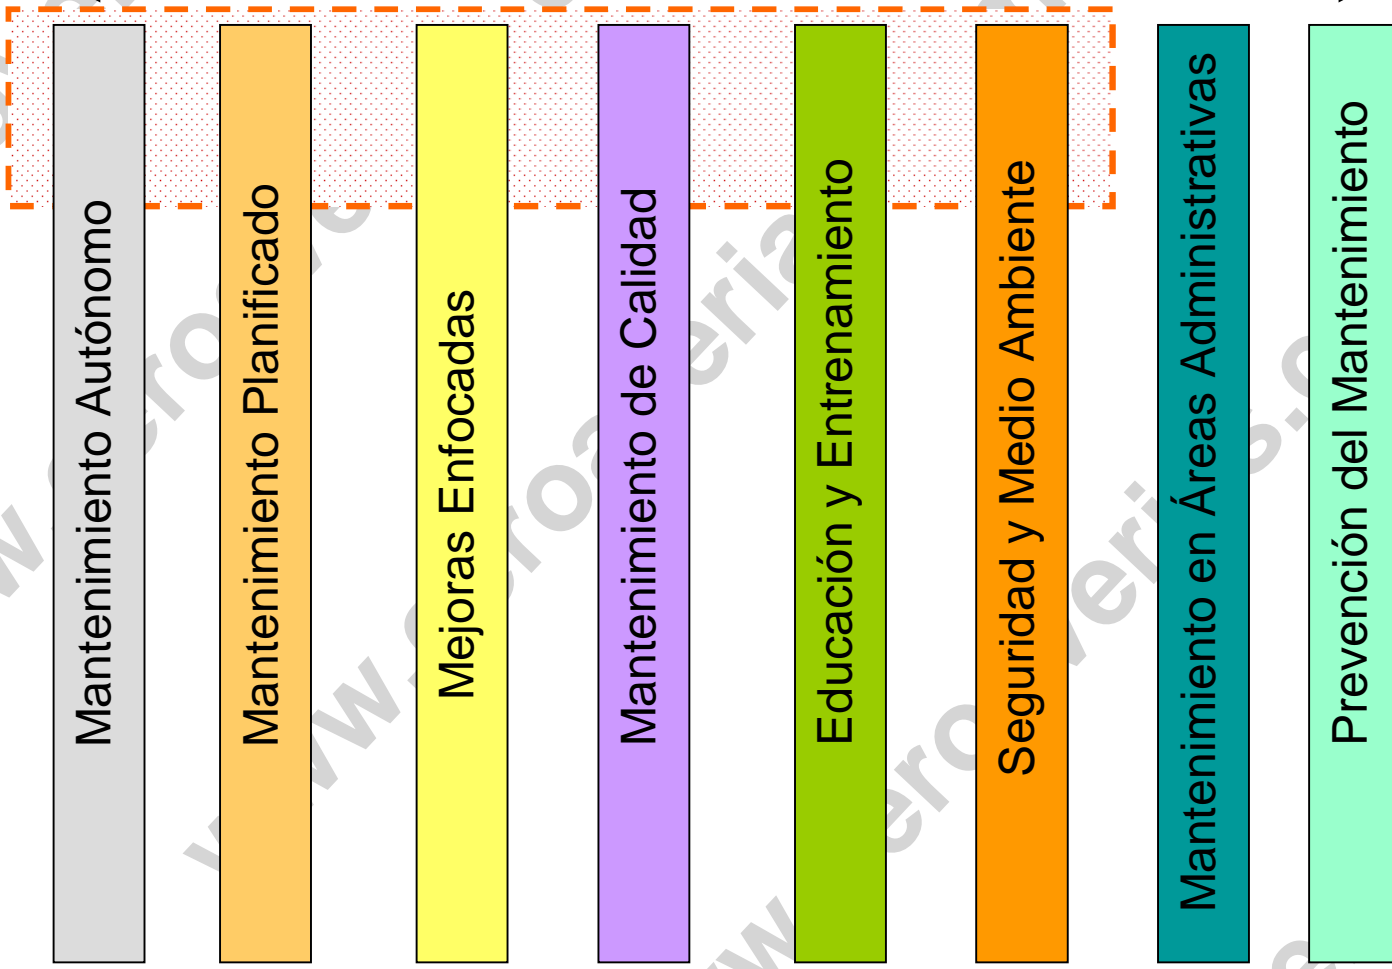 Mantenimiento Autónomo
Mantenimiento Planificado
Mejoras Enfocadas
Mantenimiento de Calidad
Educación y Entrenamiento
Seguridad y Medio Ambiente
Mantenimiento en Áreas Administrativas
Prevención del Mantenimiento